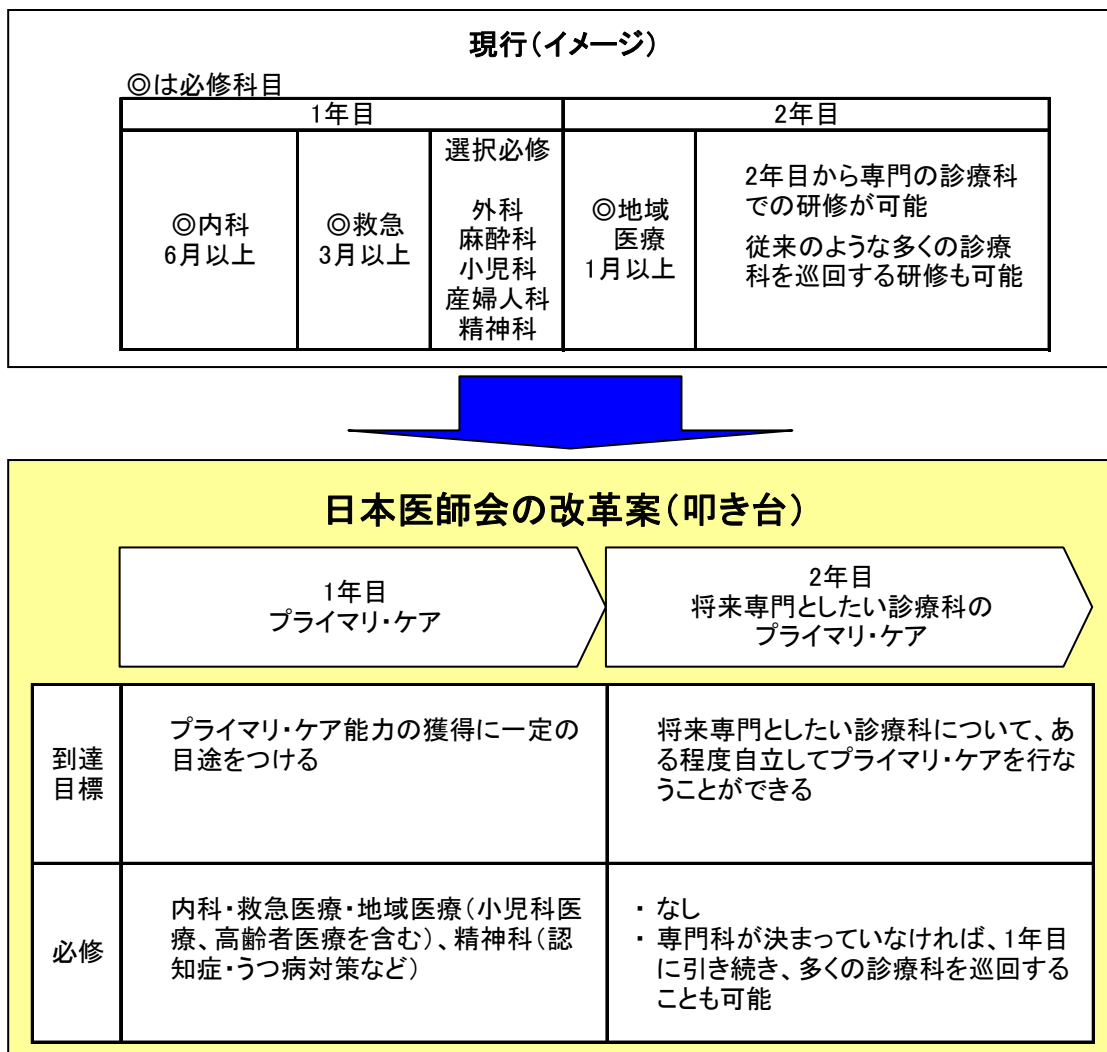 現行(イメージ)
◎は必修科目
1年目
2年目
◎内科
6月以上
◎救急
3月以上
選択必修
外科
麻酔科
小児科
産婦人科
精神科
◎地域
医療
1月以上
2年目から専門の診療科
での研修が可能
従来のような多くの診療
科を巡回する研修も可能
日本医師会の改革案(叩き台)
1年目
プライマリ・ケア
2年目
将来専門としたい診療科の
プライマリ・ケア
到達
目標
プライマリ・ケア能力の獲得に一定の
目途をつける
将来専門としたい診療科について、あ
る程度自立してプライマリ・ケアを行な
うことができる
必修
内科・救急医療・地域医療(小児科医
療、高齢者医療を含む)、精神科(認
知症・うつ病対策など)
・ なし
・ 専門科が決まっていなければ、1年目
に引き続き、多くの診療科を巡回する
ことも可能